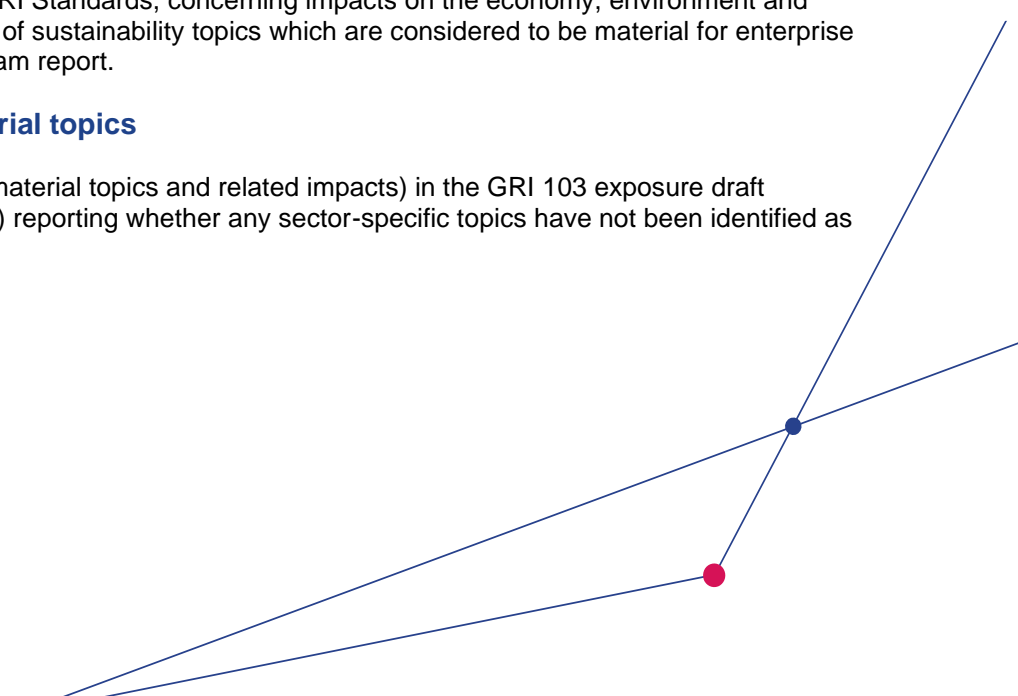 RI Standards, concerning impacts on the economy, environment and
of sustainability topics which are considered to be material for enterprise
am report.
rial topics
naterial topics and related impacts) in the GRI 103 exposure draft
) reporting whether any sector-specific topics have not been identified as